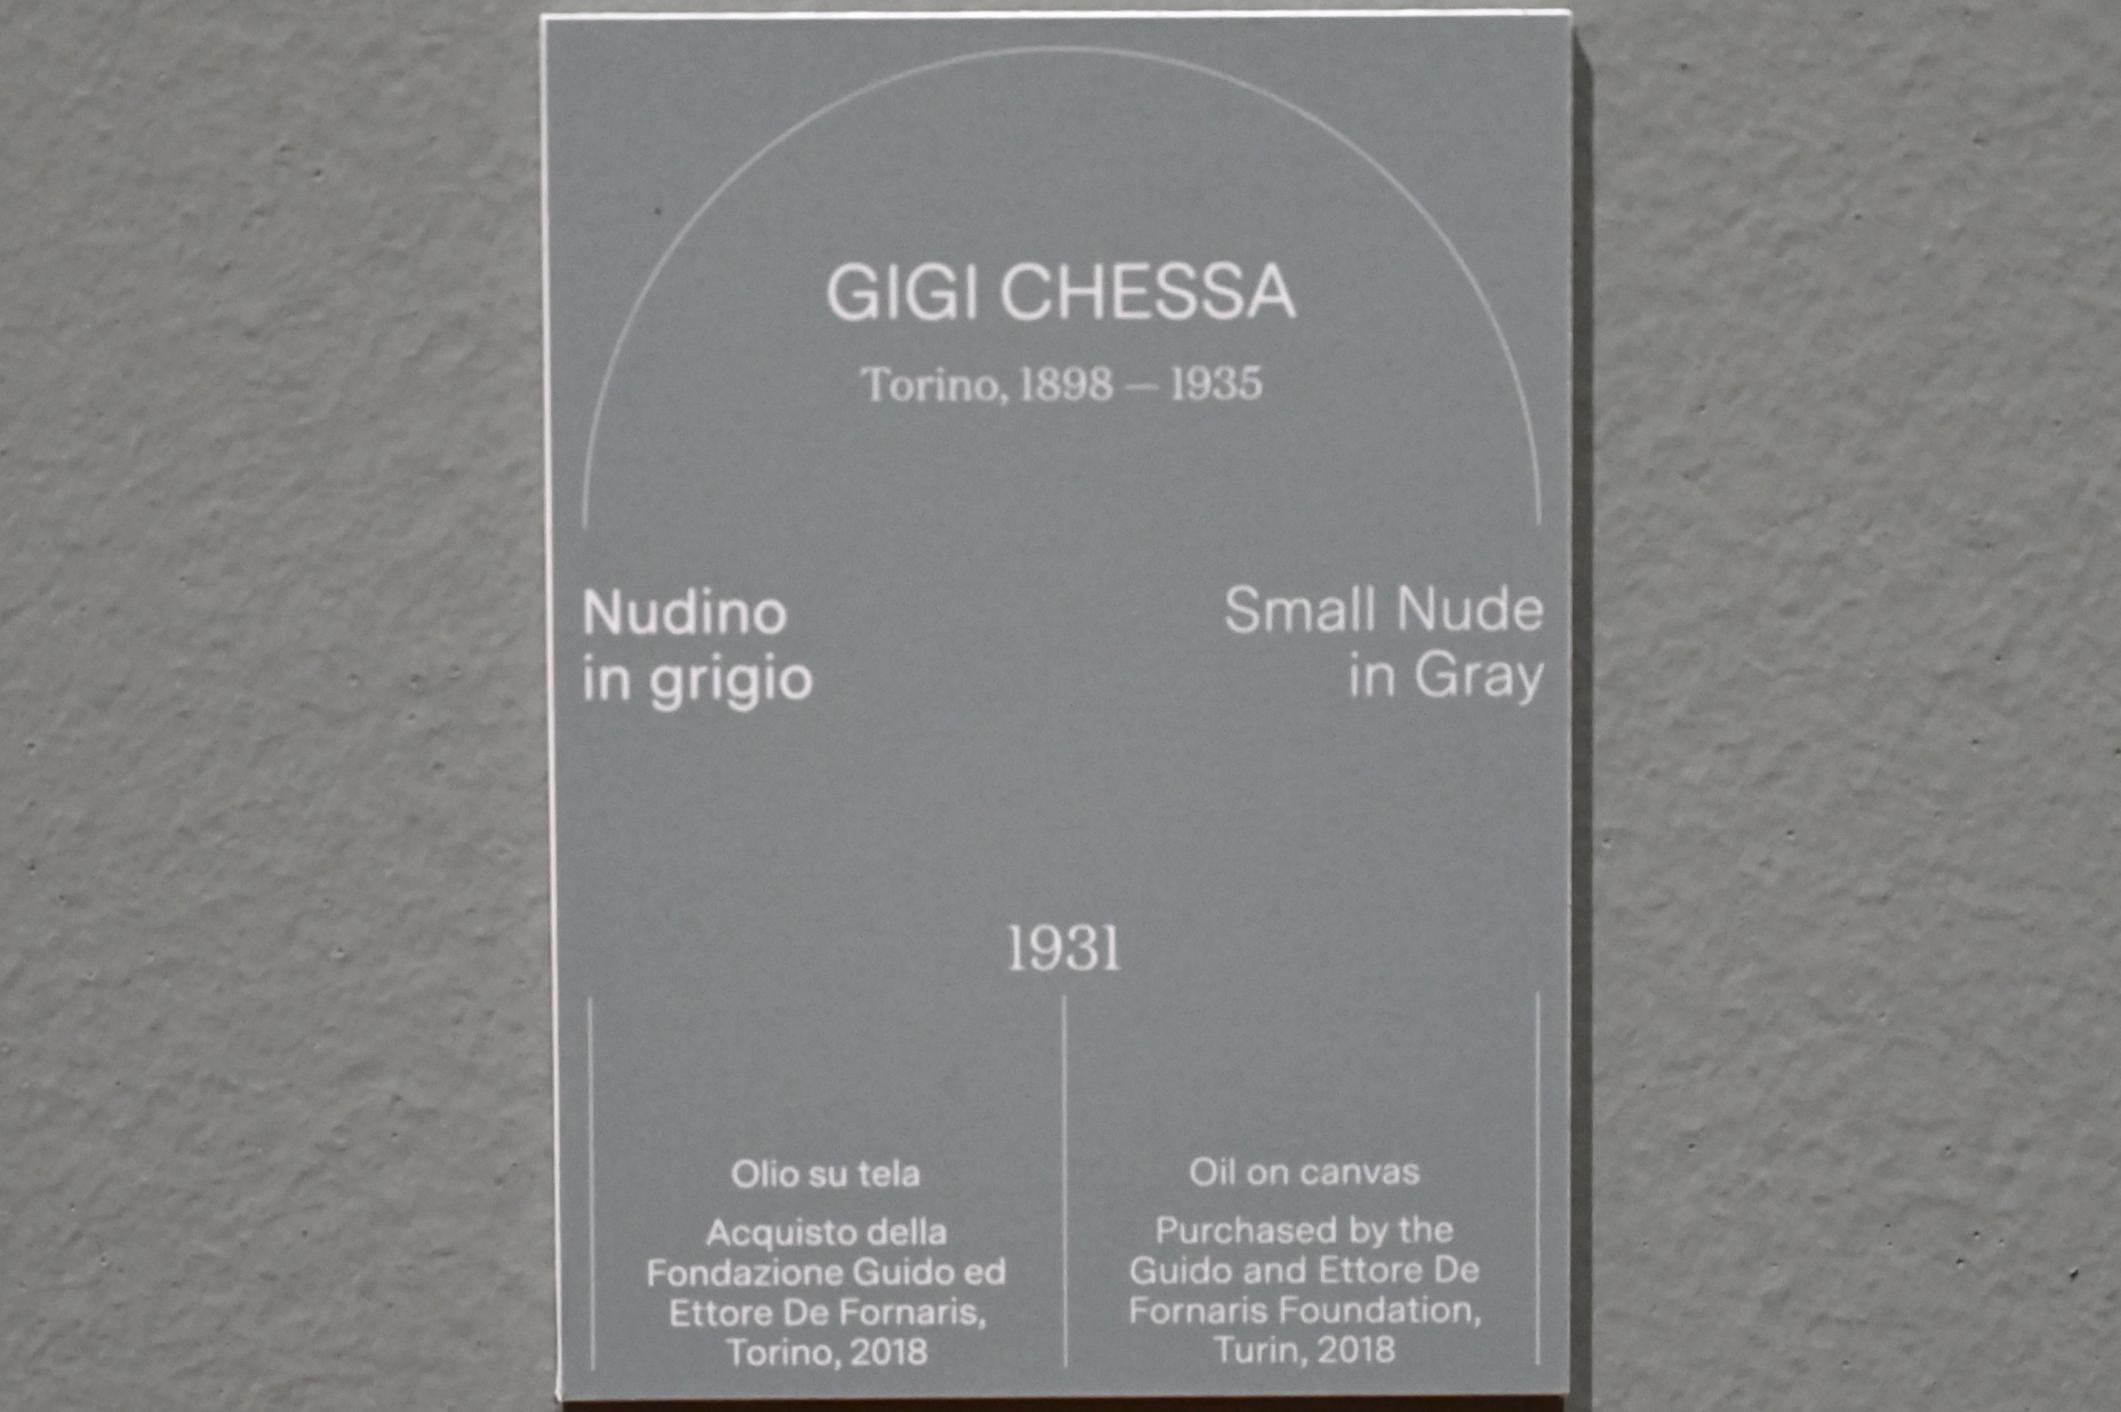 GIGI CHESSA
Torino, 1898 — 1935
Nudino
in grigio
Small Nude
in Gray
1931
Olio su tela
Acquisto della
Fondazione Guido ed
Ettore De Fornaris,
Torino, 2018
Oil on canvas
Purchased by the
Guido and Ettore De
Fornaris Foundation,
Turin, 2018